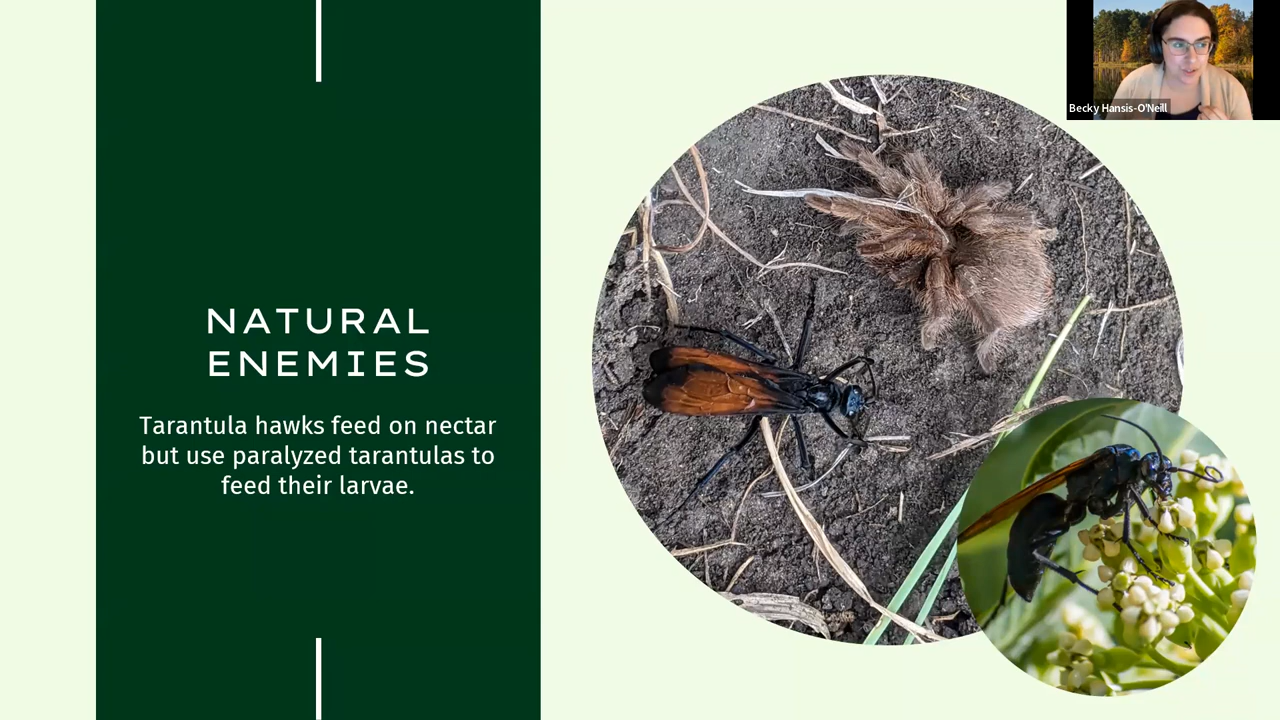 NATURAL
ENEMIES
Tarantula hawks feed on nectar
but use paralyzed tarantulas to
feed their larvae.
Becky Hansis-O'Neill